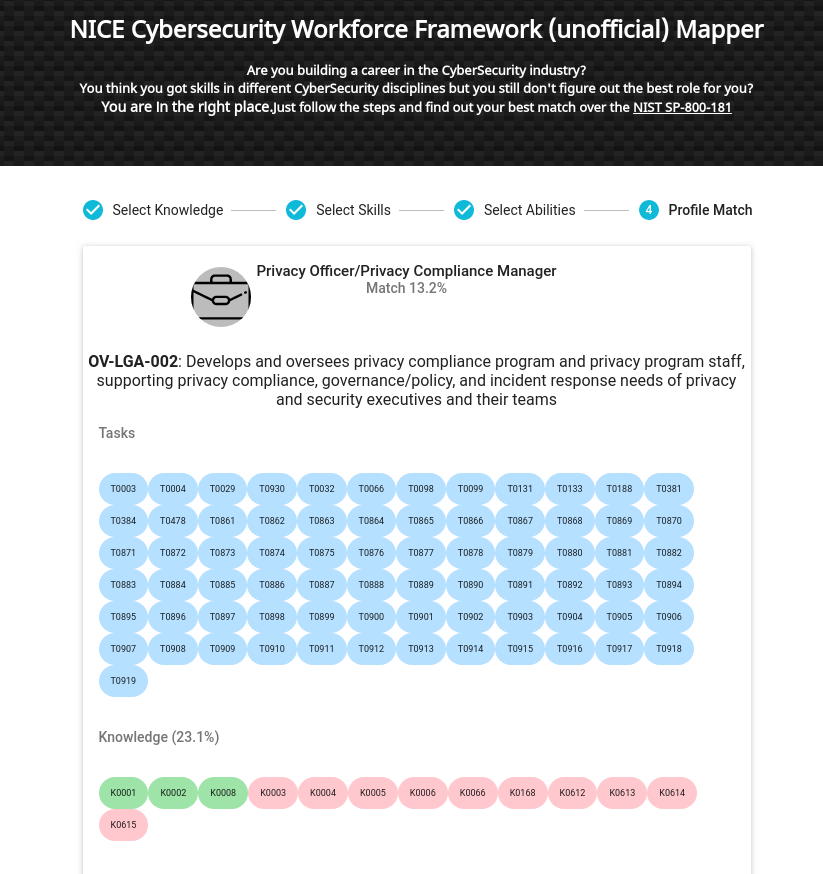 NICE Cybersecurity Workforce Framework (unofficial) Mapper
Are you building a career in the CyberSecurity industry?
You think you got skills in different CyberSecurity disciplines but you still don't figure out the best role for you?
You are in the right place.Just follow the steps and find out your best match over the NIST SP-800-181
Select Knowledge Select Skills Select Abilities 4 Profile Match
Privacy Officer/Privacy Compliance Manager
Match 13.2%
OV-LGA-002: Develops and oversees privacy compliance program and privacy program staff,
supporting privacy compliance, governance/policy, and incident response needs of privacy
and security executives and their teams
Tasks
T0003 T0004 T0029 T0930 T0032 T0066 T0098 T0099 T0131 T0133 T0188 T0381
T0384 T0478 T0861 T0862 T0863 T0864 T0865 T0866 T0867 T0868 T0869 T0870
T0871 T0872 T0873 T0874 T0875 T0876 T0877 T0878 T0879 T0880 T0881 T0882
T0883 T0884 T0885 T0886 T0887 T0888 T0889 T0890 T0891 T0892 T0893 T0894
T0895 T0896 T0897 T0898 T0899 T0900 T0901 T0902 T0903 T0904 T0905 T0906
T0907 T0908 T0909 T0910 T0911 T0912 T0913 T0914 T0915 T0916 T0917 T0918
T0919
Knowledge (23.1%)
K0001 K0002 K0008 K0003 K0004 K0005 K0006 K0066 K0168 K0612 K0613 K0614
K0615